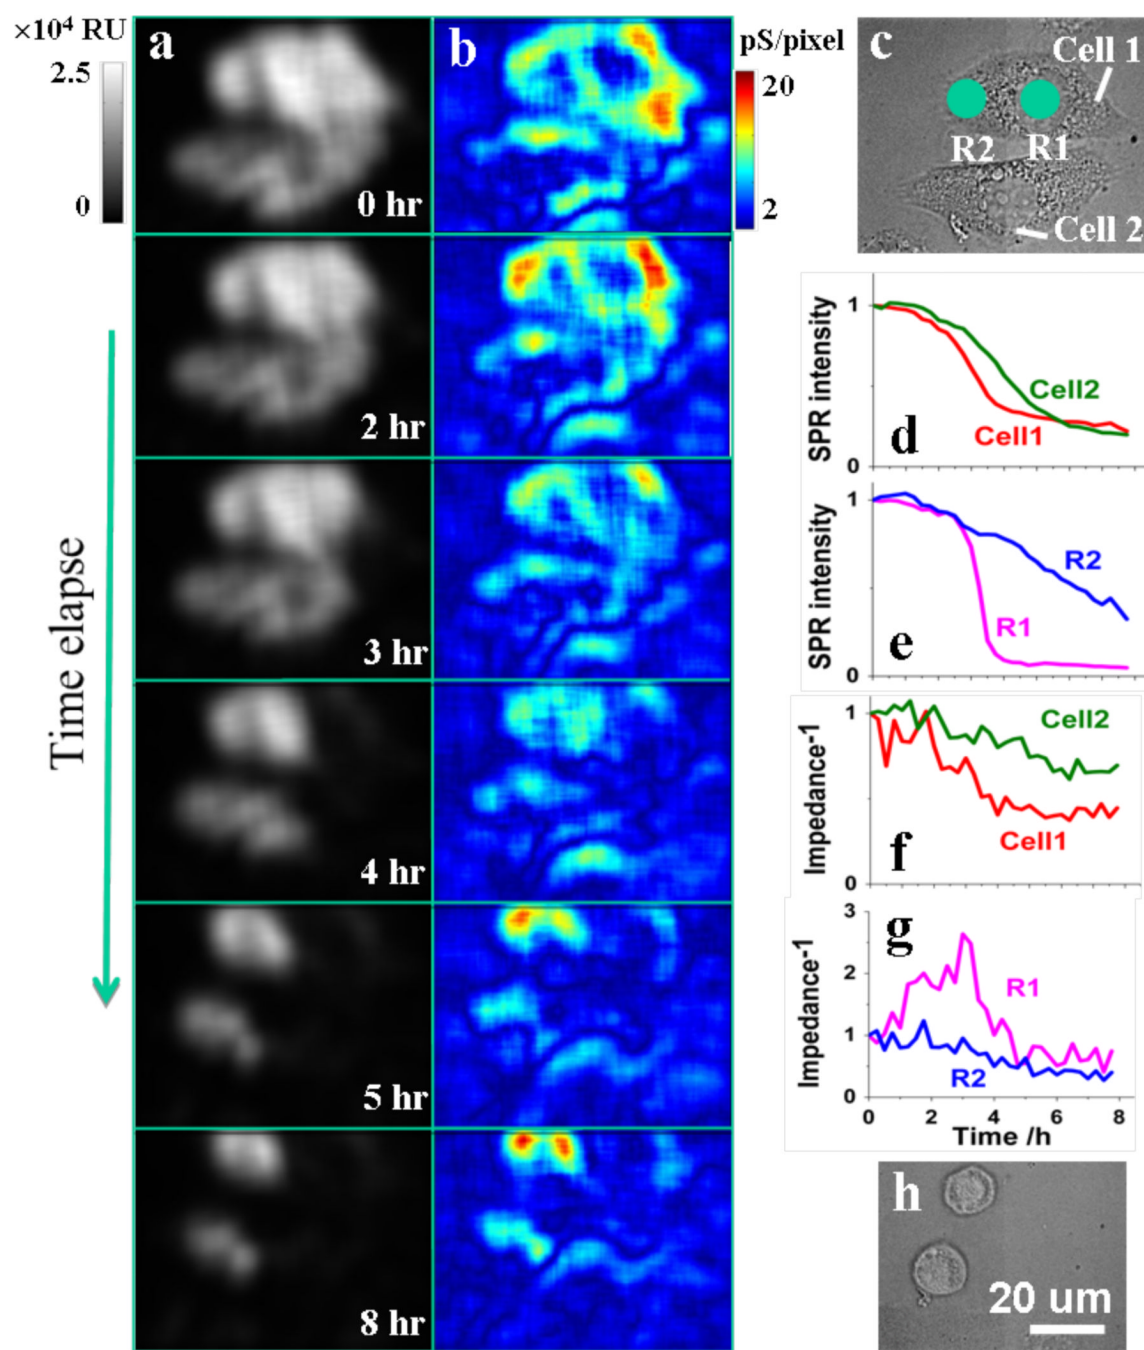 ×10⁴ RU
2.5
0
a
0 hr
2 hr
3 hr
4 hr
5 hr
8 hr
Time elapse
b
pS/pixel
20
2
c
Cell 1
R2
R1
Cell 2
SPR intensity
1
0
d
Cell2
Cell1
SPR intensity
1
0
e
R2
R1
Impedance⁻¹
1
0
f
Cell2
Cell1
Impedance⁻¹
3
2
1
0
g
R1
R2
0 2 4 6 8
Time /h
h
20 um